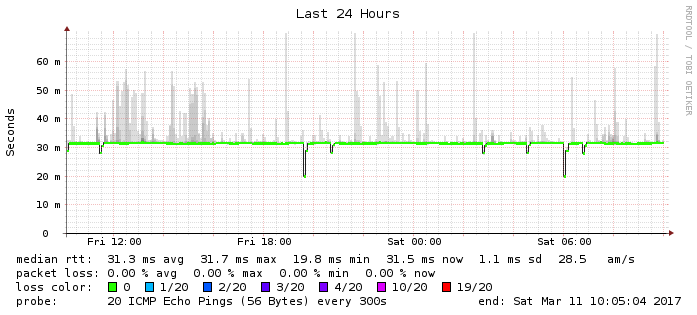 Last 24 Hours
RRDTOOL / TOBI OETIKER
Seconds
60 m
50 m
40 m
30 m
20 m
10 m
0
Fri 12:00 Fri 18:00 Sat 00:00 Sat 06:00
median rtt: 31.3 ms avg 31.7 ms max 19.8 ms min 31.5 ms now 1.1 ms sd 28.5 am/s
packet loss: 0.00 % avg 0.00 % max 0.00 % min 0.00 % now
loss color: 0 1/20 2/20 3/20 4/20 10/20 19/20
probe: 20 ICMP Echo Pings (56 Bytes) every 300s end: Sat Mar 11 10:05:04 2017